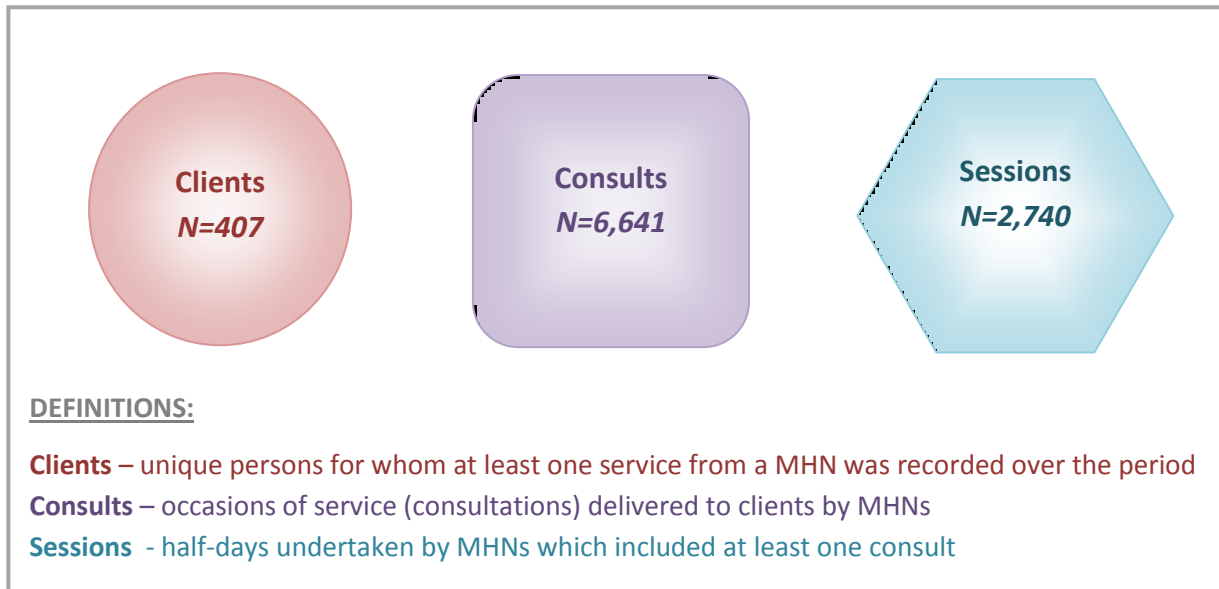 Clients
N=407
Consults
N=6,641
Sessions
N=2,740
DEFINITIONS:
Clients – unique persons for whom at least one service from a MHN was recorded over the period
Consults – occasions of service (consultations) delivered to clients by MHNs
Sessions - half-days undertaken by MHNs which included at least one consult